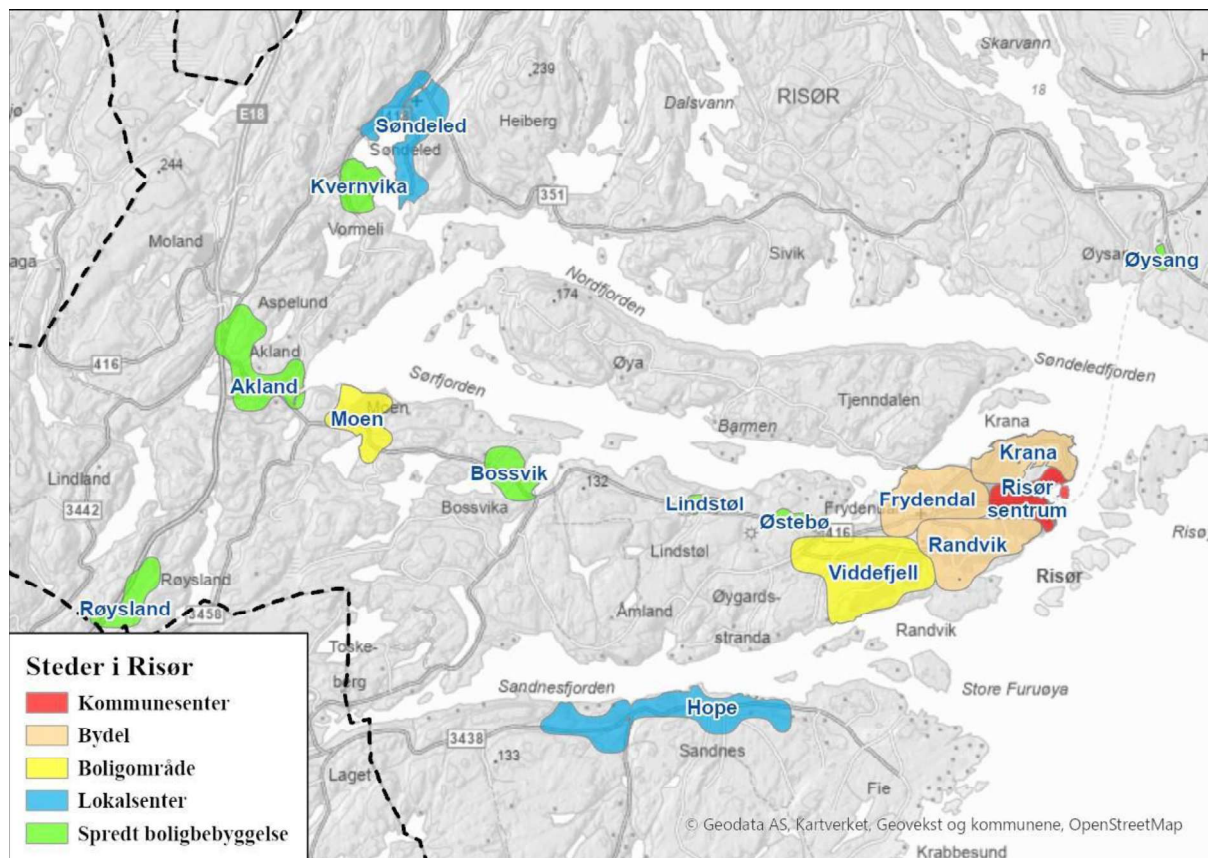 Skarvann
239
RISØR
18
Dalsvann
E18
Søndeled
Heiberg
4
Søndeled
244
Kvernvika
351
Vormeli
Moland
Sivik
Øysang
Nordfjorden
174
Aspelund
416
Akland
Øya
Søndeledfjorden
Akland
Sørfjorden
Moen
Moen
Tjenndalen
Barmen
Krana
Krana
Bossvik
Lindland
132
Risør
sentrum
Frydendal
Lindstøl
3442
Bossvika
Frydendal
Østebø
416
Randvik
Lindstøl
Viddefjell
Risør
Røysland
Røysland
3458
Åmland
Øygards-
stranda
Randvik
Toske-
berg
Sandnesfjorden
Store Furuøya
Hope
3438
133
Sandnes
Laget
Fie
Krabbesund
Steder i Risør
Kommunesenter
Bydel
Boligområde
Lokalsenter
Spredt boligbebyggelse
© Geodata AS, Kartverket, Geovekst og kommunene, OpenStreetMap